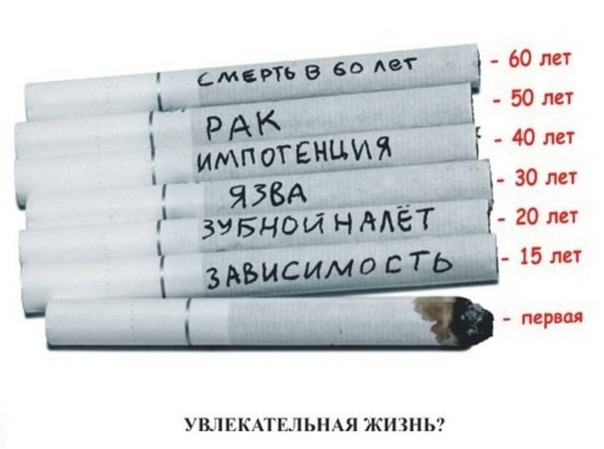 СМЕРТЬ В 60 ЛЕТ - 60 лет
РАК - 50 лет
ИМПОТЕНЦИЯ - 40 лет
ЯЗВА - 30 лет
ЗУБНОЙ НАЛЁТ - 20 лет
ЗАВИСИМОСТЬ - 15 лет
- первая
УВЛЕКАТЕЛЬНАЯ ЖИЗНЬ?